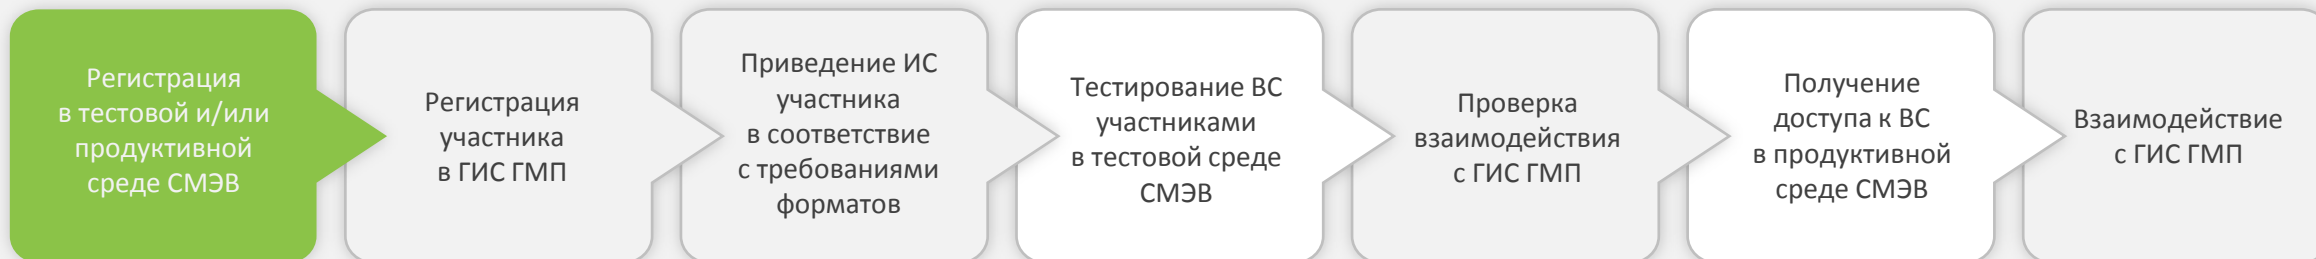 Регистрация
в тестовой и/или
продуктивной
среде СМЭВ
Регистрация
участника
в ГИС ГМП
Приведение ИС
участника
в соответствие
с требованиями
форматов
Тестирование ВС
участниками
в тестовой среде
СМЭВ
Проверка
взаимодействия
с ГИС ГМП
Получение
доступа к ВС
в продуктивной
среде СМЭВ
Взаимодействие
с ГИС ГМП